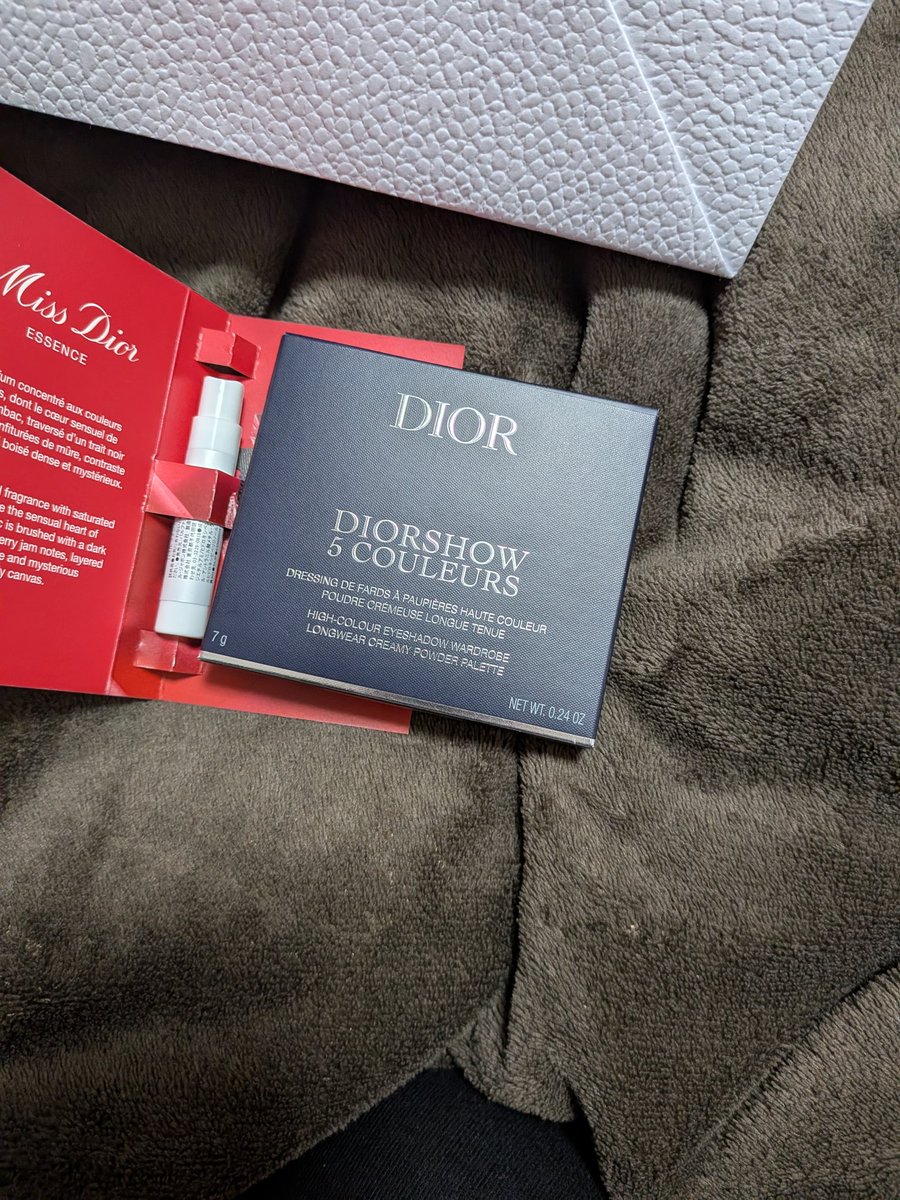 Miss Dior
ESSENCE
fum concentré aux couleurs
s, dont le cœur sensuel de
mbac, traversé d'un trait noir
nfiturées de mûre, contraste
boisé dense et mystérieux.
l fragrance with saturated
e the sensual heart of
c is brushed with a dark
erry jam notes, layered
e and mysterious
y canvas.
DIOR
DIORSHOW
5 COULEURS
DRESSING DE FARDS À PAUPIÈRES HAUTE COULEUR
POUDRE CRÉMEUSE LONGUE TENUE
HIGH-COLOUR EYESHADOW WARDROBE
LONGWEAR CREAMY POWDER PALETTE
7 g
NET WT. 0.24 OZ